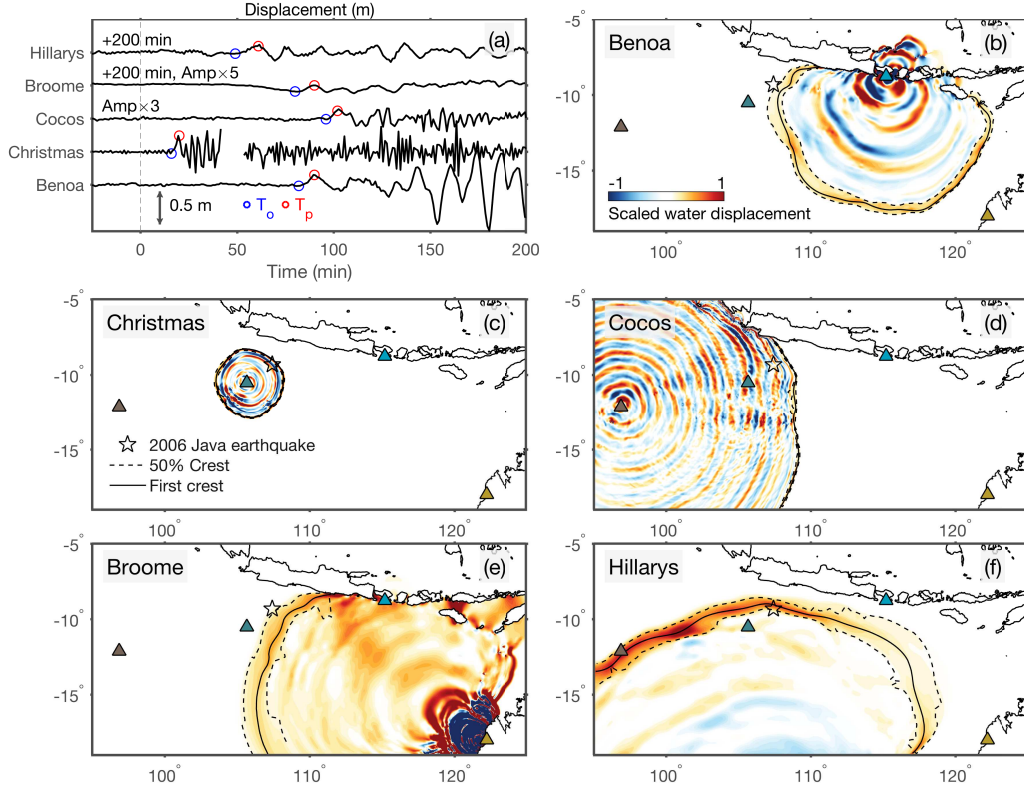 Displacement (m)
(a)
+200 min
Hillarys
+200 min, Amp×5
Broome
Amp×3
Cocos
Christmas
Benoa
0.5 m
To
Tp
0
50
100
150
200
Time (min)
Benoa
(b)
-5°
-10°
-15°
-1
1
Scaled water displacement
100°
110°
120°
Christmas
(c)
-5°
-10°
-15°
2006 Java earthquake
50% Crest
First crest
100°
110°
120°
Cocos
(d)
-5°
-10°
-15°
100°
110°
120°
Broome
(e)
-5°
-10°
-15°
100°
110°
120°
Hillarys
(f)
-5°
-10°
-15°
100°
110°
120°